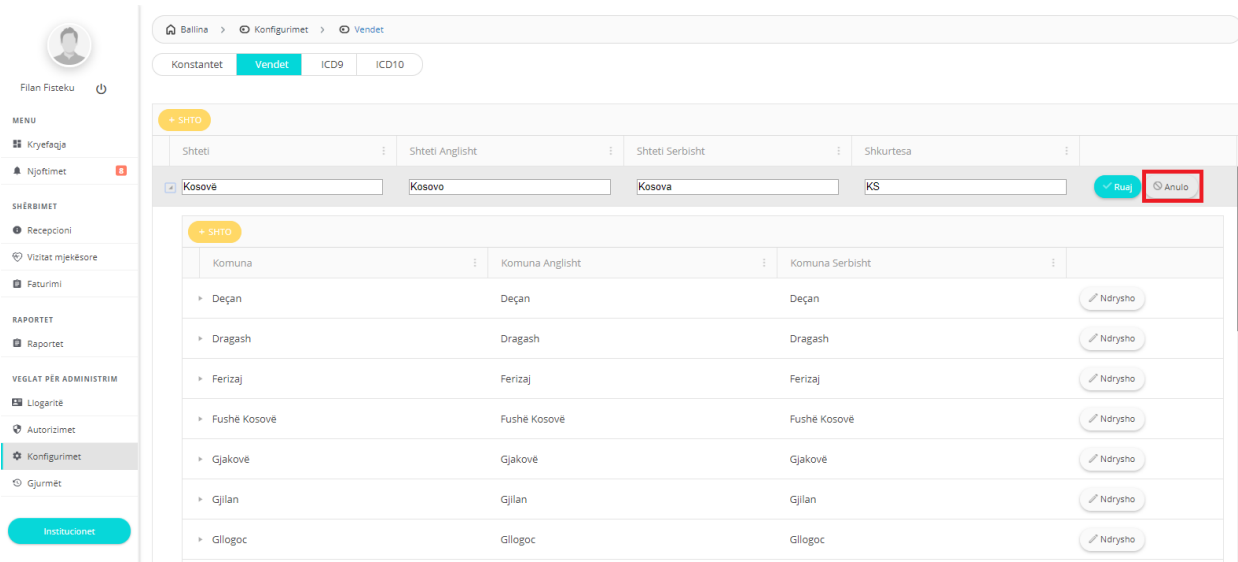 Ballina > Konfigurimet > Vendet
Konstantet Vendet ICD9 ICD10
Filan Fisteku
MENU
Kryefaqja
Njoftimet 8
SHËRBIMET
Recepcioni
Vizitat mjekësore
Faturimi
RAPORTET
Raportet
VEGLAT PËR ADMINISTRIM
Llogaritë
Autorizimet
Konfigurimet
Gjurmët
Institucionet
+ SHTO
Shteti Shteti Anglisht Shteti Serbisht Shkurtesa
Kosovë Kosovo Kosova KS Ruaj Anulo
+ SHTO
Komuna Komuna Anglisht Komuna Serbisht
Deçan Deçan Deçan Ndrysho
Dragash Dragash Dragash Ndrysho
Ferizaj Ferizaj Ferizaj Ndrysho
Fushë Kosovë Fushë Kosovë Fushë Kosovë Ndrysho
Gjakovë Gjakovë Gjakovë Ndrysho
Gjilan Gjilan Gjilan Ndrysho
Gllogoc Gllogoc Gllogoc Ndrysho